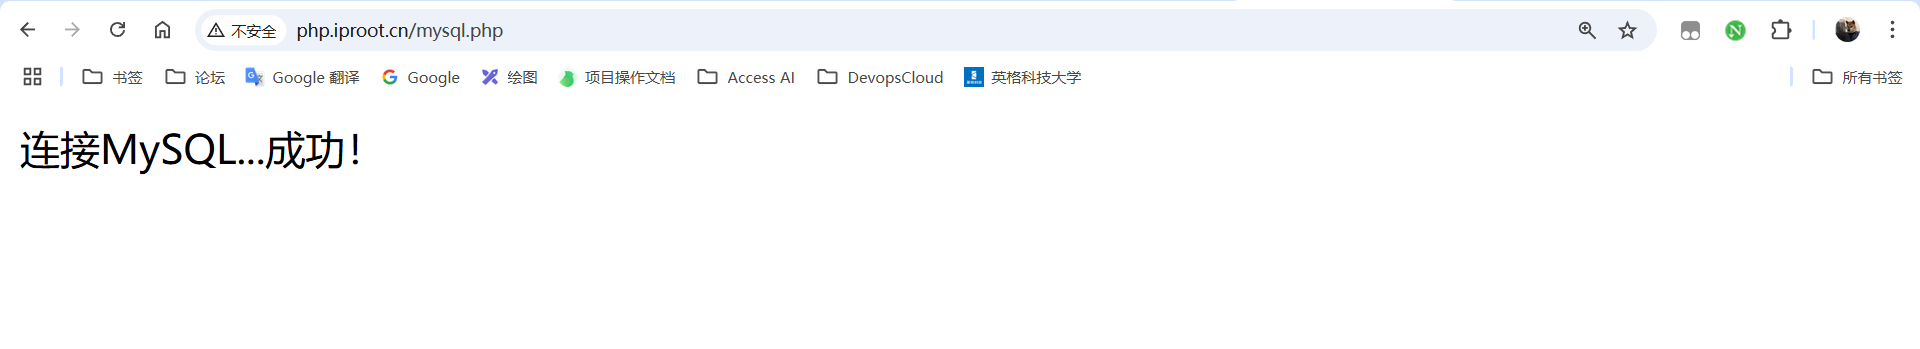 不安全 php.iproot.cn/mysql.php
书签 论坛 Google 翻译 Google 绘图 项目操作文档 Access AI DevopsCloud 英格科技大学 所有书签
连接MySQL...成功！